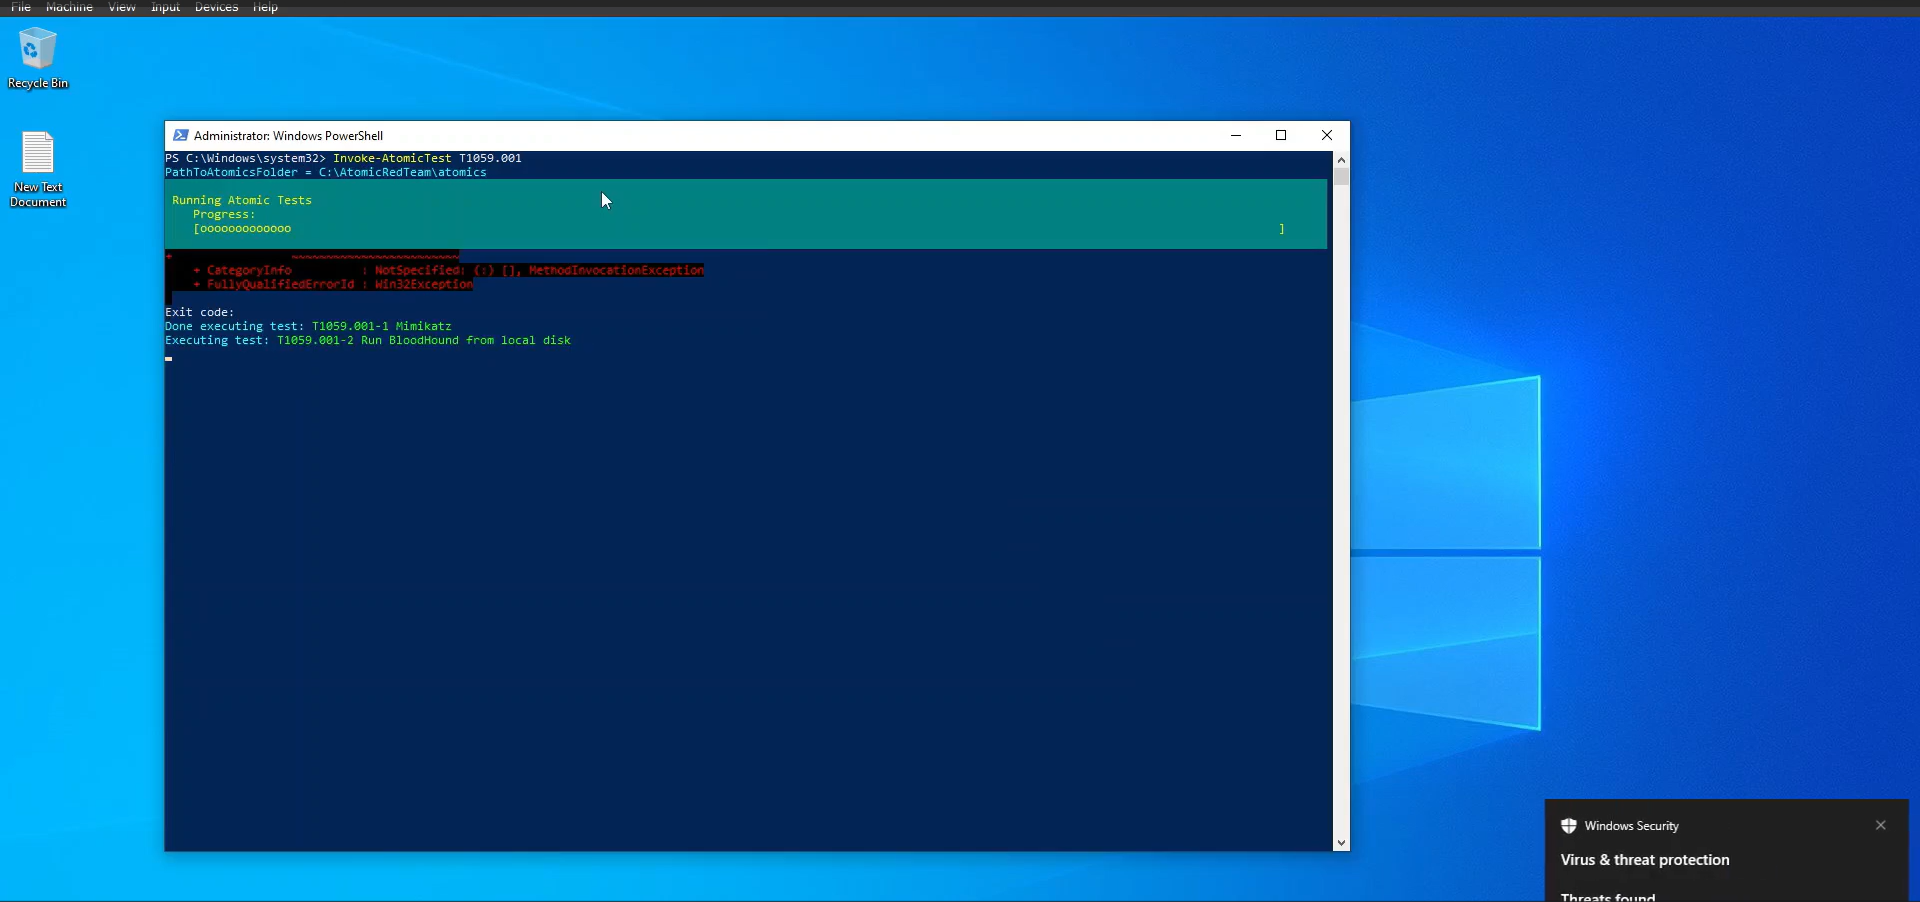 File Machine View Input Devices Help
Recycle Bin
New Text
Document
Administrator: Windows PowerShell
PS C:\Windows\system32> Invoke-AtomicTest T1059.001
PathToAtomicsFolder = C:\AtomicRedTeam\atomics
Running Atomic Tests
Progress:
[ooooooooooooo ]
+ ~~~~~~~~~~~~~~~~~~~~~~~~
+ CategoryInfo : NotSpecified: (:) [], MethodInvocationException
+ FullyQualifiedErrorId : Win32Exception
Exit code:
Done executing test: T1059.001-1 Mimikatz
Executing test: T1059.001-2 Run BloodHound from local disk
Windows Security
Virus & threat protection
Threats found